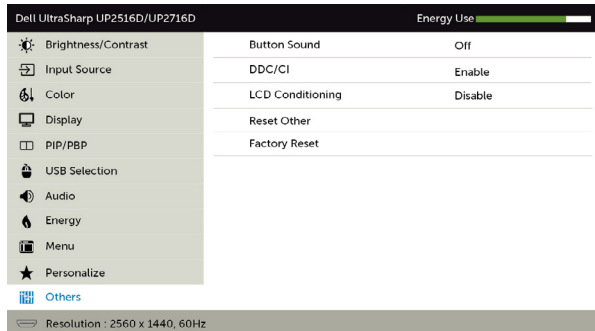 Dell UltraSharp UP2516D/UP2716D Energy Use
Brightness/Contrast Button Sound Off
Input Source DDC/CI Enable
Color LCD Conditioning Disable
Display Reset Other
PIP/PBP Factory Reset
USB Selection
Audio
Energy
Menu
Personalize
Others
Resolution : 2560 x 1440, 60Hz